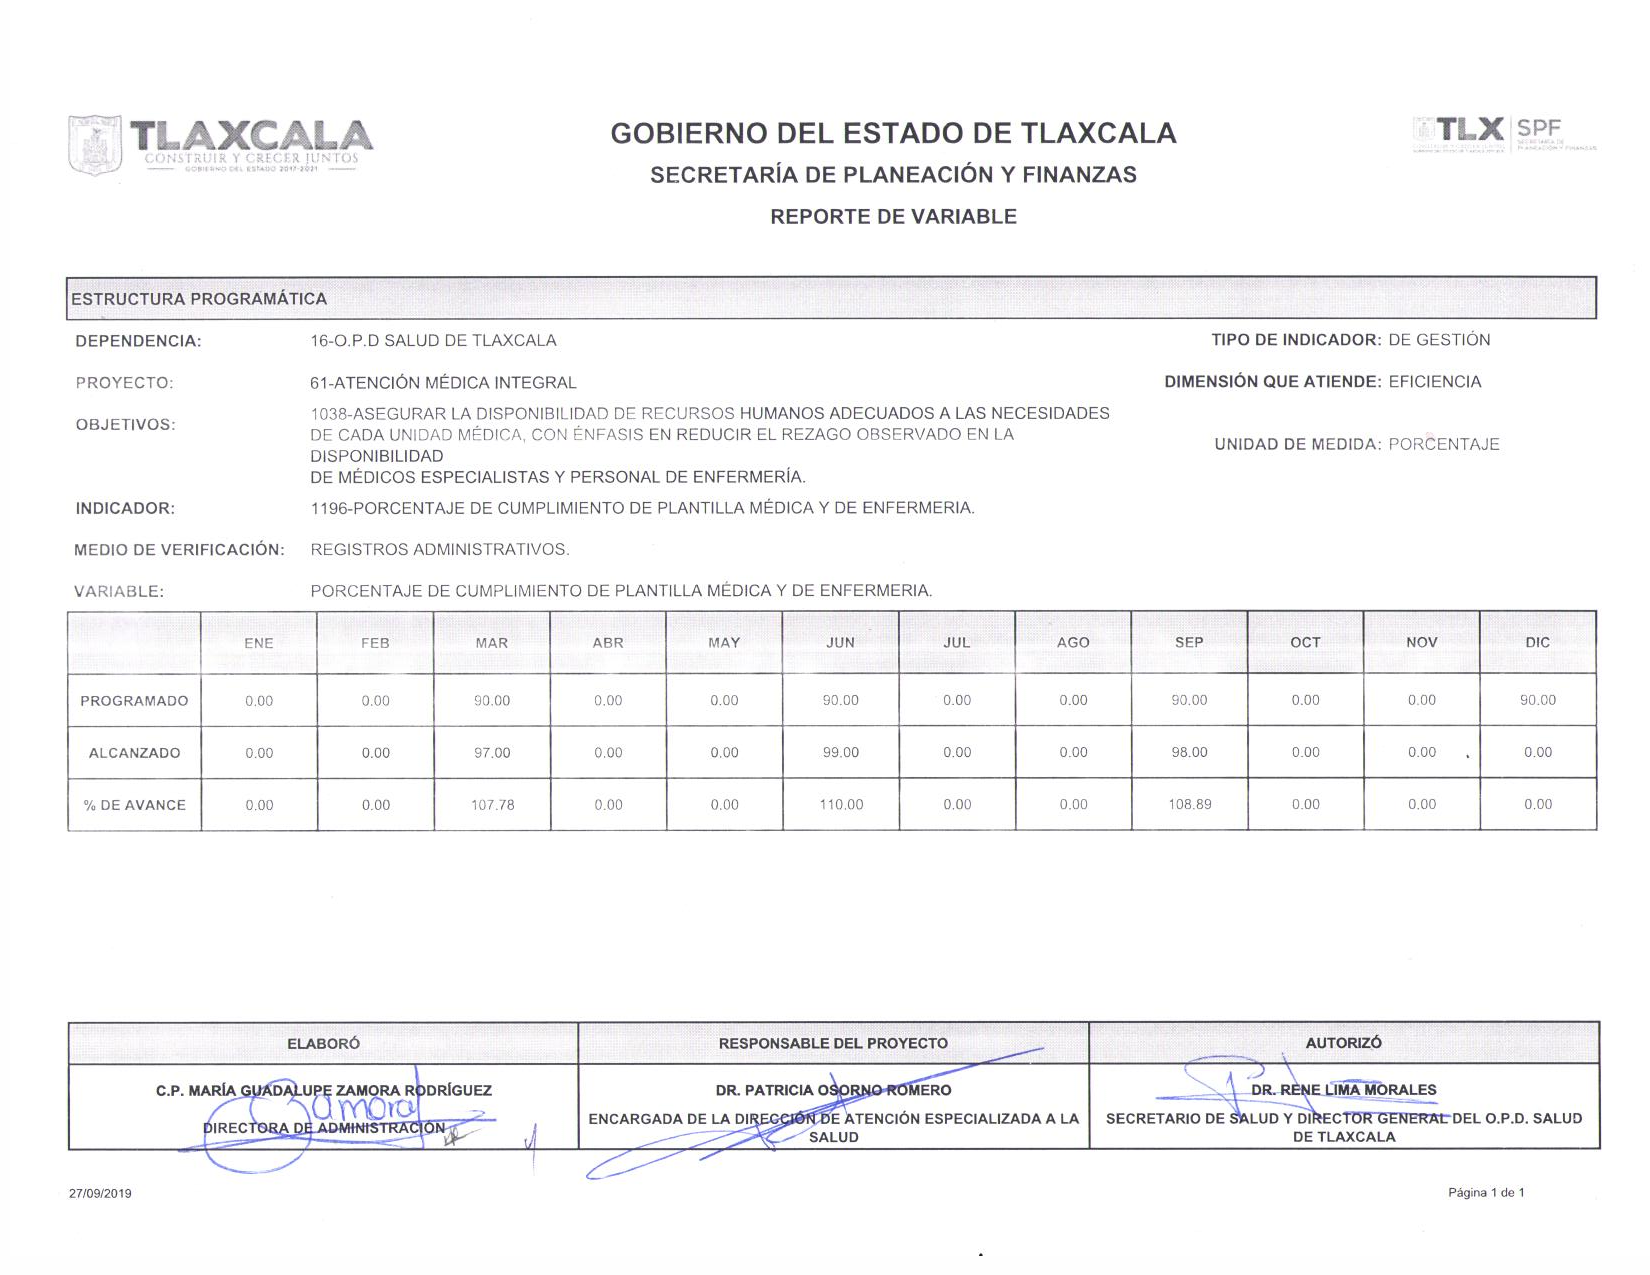 TLAXCALA
CONSTRUIR Y CRECER JUNTOS
GOBIERNO DEL ESTADO 2017-2021
GOBIERNO DEL ESTADO DE TLAXCALA
SECRETARÍA DE PLANEACIÓN Y FINANZAS
REPORTE DE VARIABLE
TLX SPF
SECRETARÍA DE
PLANEACIÓN Y FINANZAS
ESTRUCTURA PROGRAMÁTICA
DEPENDENCIA: 16-O.P.D SALUD DE TLAXCALA TIPO DE INDICADOR: DE GESTIÓN
PROYECTO: 61-ATENCIÓN MÉDICA INTEGRAL DIMENSIÓN QUE ATIENDE: EFICIENCIA
OBJETIVOS: 1038-ASEGURAR LA DISPONIBILIDAD DE RECURSOS HUMANOS ADECUADOS A LAS NECESIDADES
DE CADA UNIDAD MÉDICA, CON ÉNFASIS EN REDUCIR EL REZAGO OBSERVADO EN LA
DISPONIBILIDAD
DE MÉDICOS ESPECIALISTAS Y PERSONAL DE ENFERMERÍA.
UNIDAD DE MEDIDA: PORCENTAJE
INDICADOR: 1196-PORCENTAJE DE CUMPLIMIENTO DE PLANTILLA MÉDICA Y DE ENFERMERIA.
MEDIO DE VERIFICACIÓN: REGISTROS ADMINISTRATIVOS.
VARIABLE: PORCENTAJE DE CUMPLIMIENTO DE PLANTILLA MÉDICA Y DE ENFERMERIA.
ENE FEB MAR ABR MAY JUN JUL AGO SEP OCT NOV DIC
PROGRAMADO 0.00 0.00 90.00 0.00 0.00 90.00 0.00 0.00 90.00 0.00 0.00 90.00
ALCANZADO 0.00 0.00 97.00 0.00 0.00 99.00 0.00 0.00 98.00 0.00 0.00 0.00
% DE AVANCE 0.00 0.00 107.78 0.00 0.00 110.00 0.00 0.00 108.89 0.00 0.00 0.00
ELABORÓ RESPONSABLE DEL PROYECTO AUTORIZÓ
C.P. MARÍA GUADALUPE ZAMORA RODRÍGUEZ
DIRECTORA DE ADMINISTRACIÓN
Zamora
DR. PATRICIA OSORNO ROMERO
ENCARGADA DE LA DIRECCIÓN DE ATENCIÓN ESPECIALIZADA A LA
SALUD
DR. RENE LIMA MORALES
SECRETARIO DE SALUD Y DIRECTOR GENERAL DEL O.P.D. SALUD
DE TLAXCALA
27/09/2019 Página 1 de 1